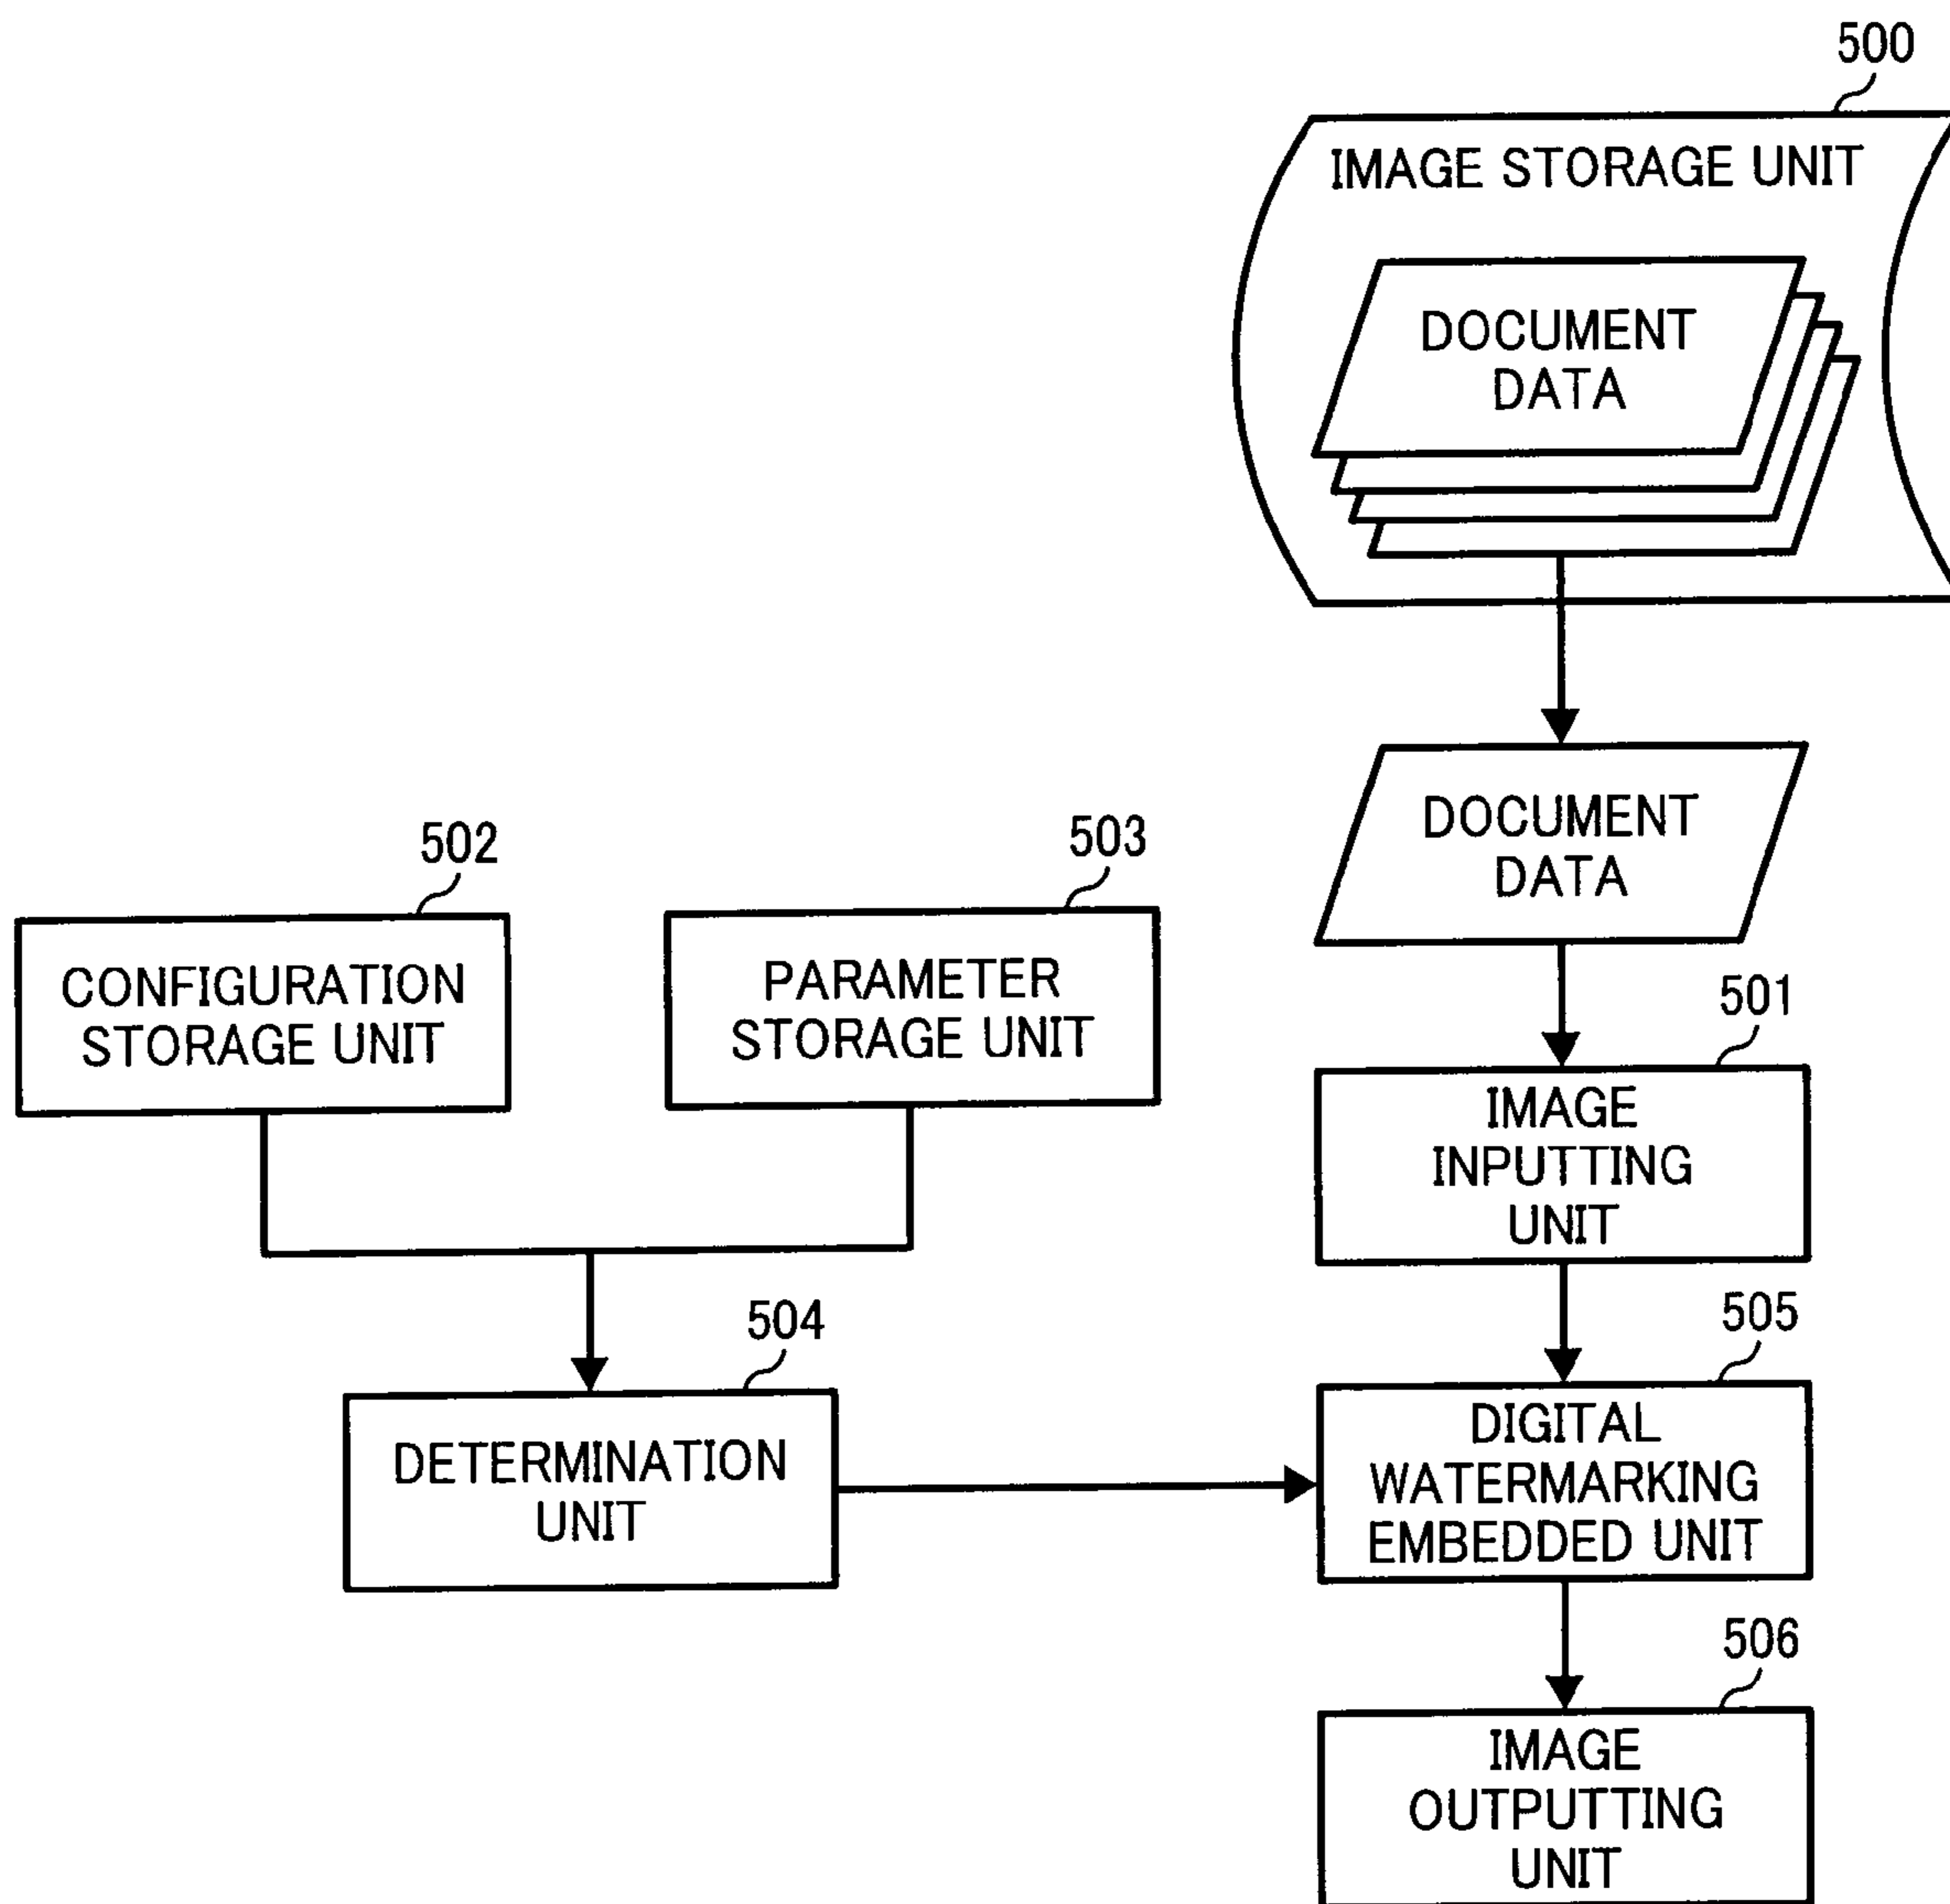 500
IMAGE STORAGE UNIT
DOCUMENT
DATA
DOCUMENT
DATA
502
CONFIGURATION
STORAGE UNIT
503
PARAMETER
STORAGE UNIT
501
IMAGE
INPUTTING
UNIT
504
DETERMINATION
UNIT
505
DIGITAL
WATERMARKING
EMBEDDED UNIT
506
IMAGE
OUTPUTTING
UNIT